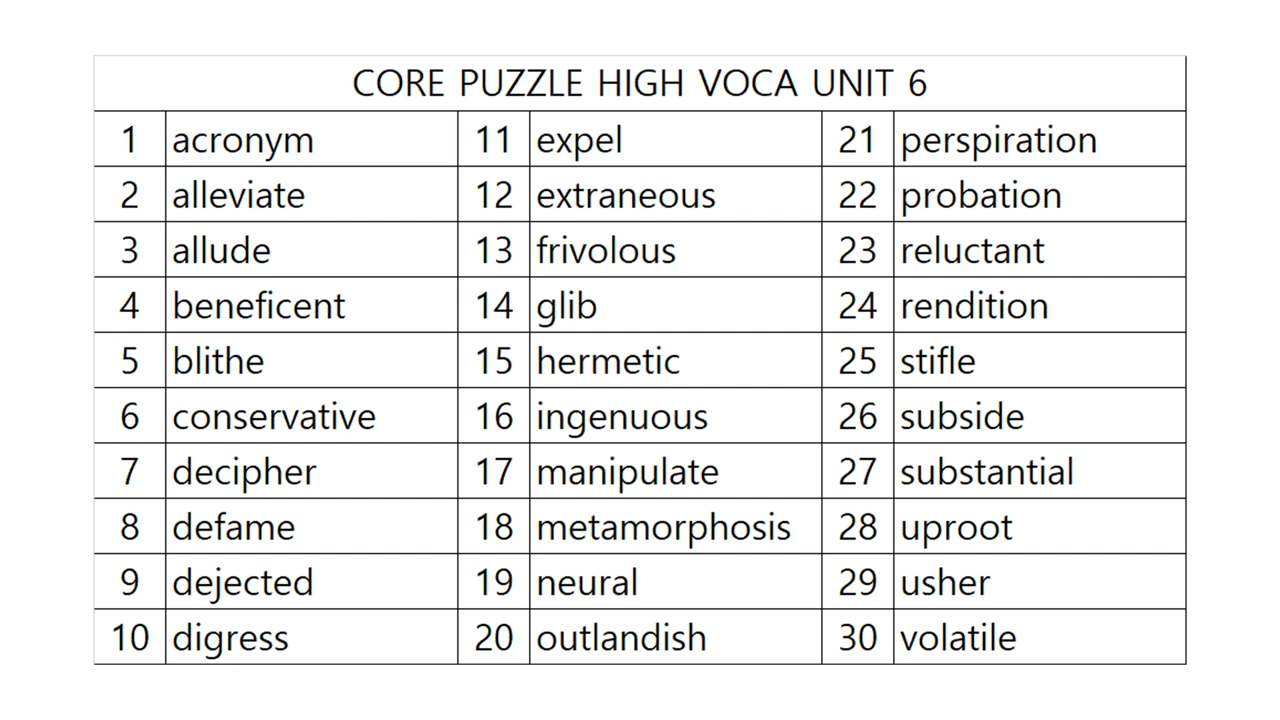 CORE PUZZLE HIGH VOCA UNIT 6
1 acronym 11 expel 21 perspiration
2 alleviate 12 extraneous 22 probation
3 allude 13 frivolous 23 reluctant
4 beneficent 14 glib 24 rendition
5 blithe 15 hermetic 25 stifle
6 conservative 16 ingenuous 26 subside
7 decipher 17 manipulate 27 substantial
8 defame 18 metamorphosis 28 uproot
9 dejected 19 neural 29 usher
10 digress 20 outlandish 30 volatile